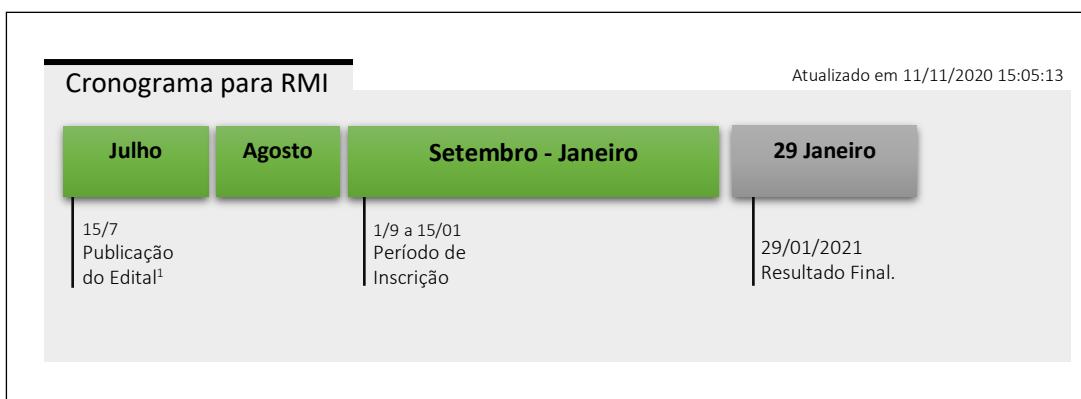 Cronograma para RMI
Atualizado em 11/11/2020 15:05:13
Julho
Agosto
Setembro - Janeiro
29 Janeiro
15/7
Publicação
do Edital¹
1/9 a 15/01
Período de
Inscrição
29/01/2021
Resultado Final.